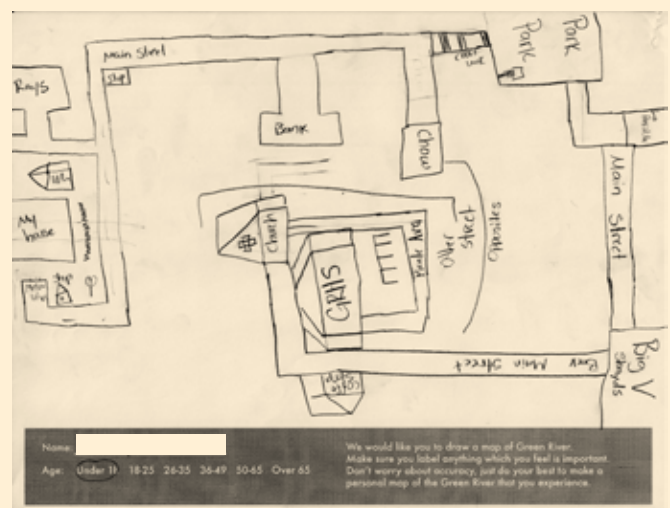 Main Street
Stop
Ray's
Bank
Chow
Park
Park
Main
Street
My
house
Church
Other
Street
Opposites
Big V
Back Main Street
Name:
Age: Under 18 18-25 26-35 36-49 50-65 Over 65
We would like you to draw a map of Green River.
Make sure you label anything which you feel is important.
Don't worry about accuracy, just do your best to make a
personal map of the Green River that you experience.